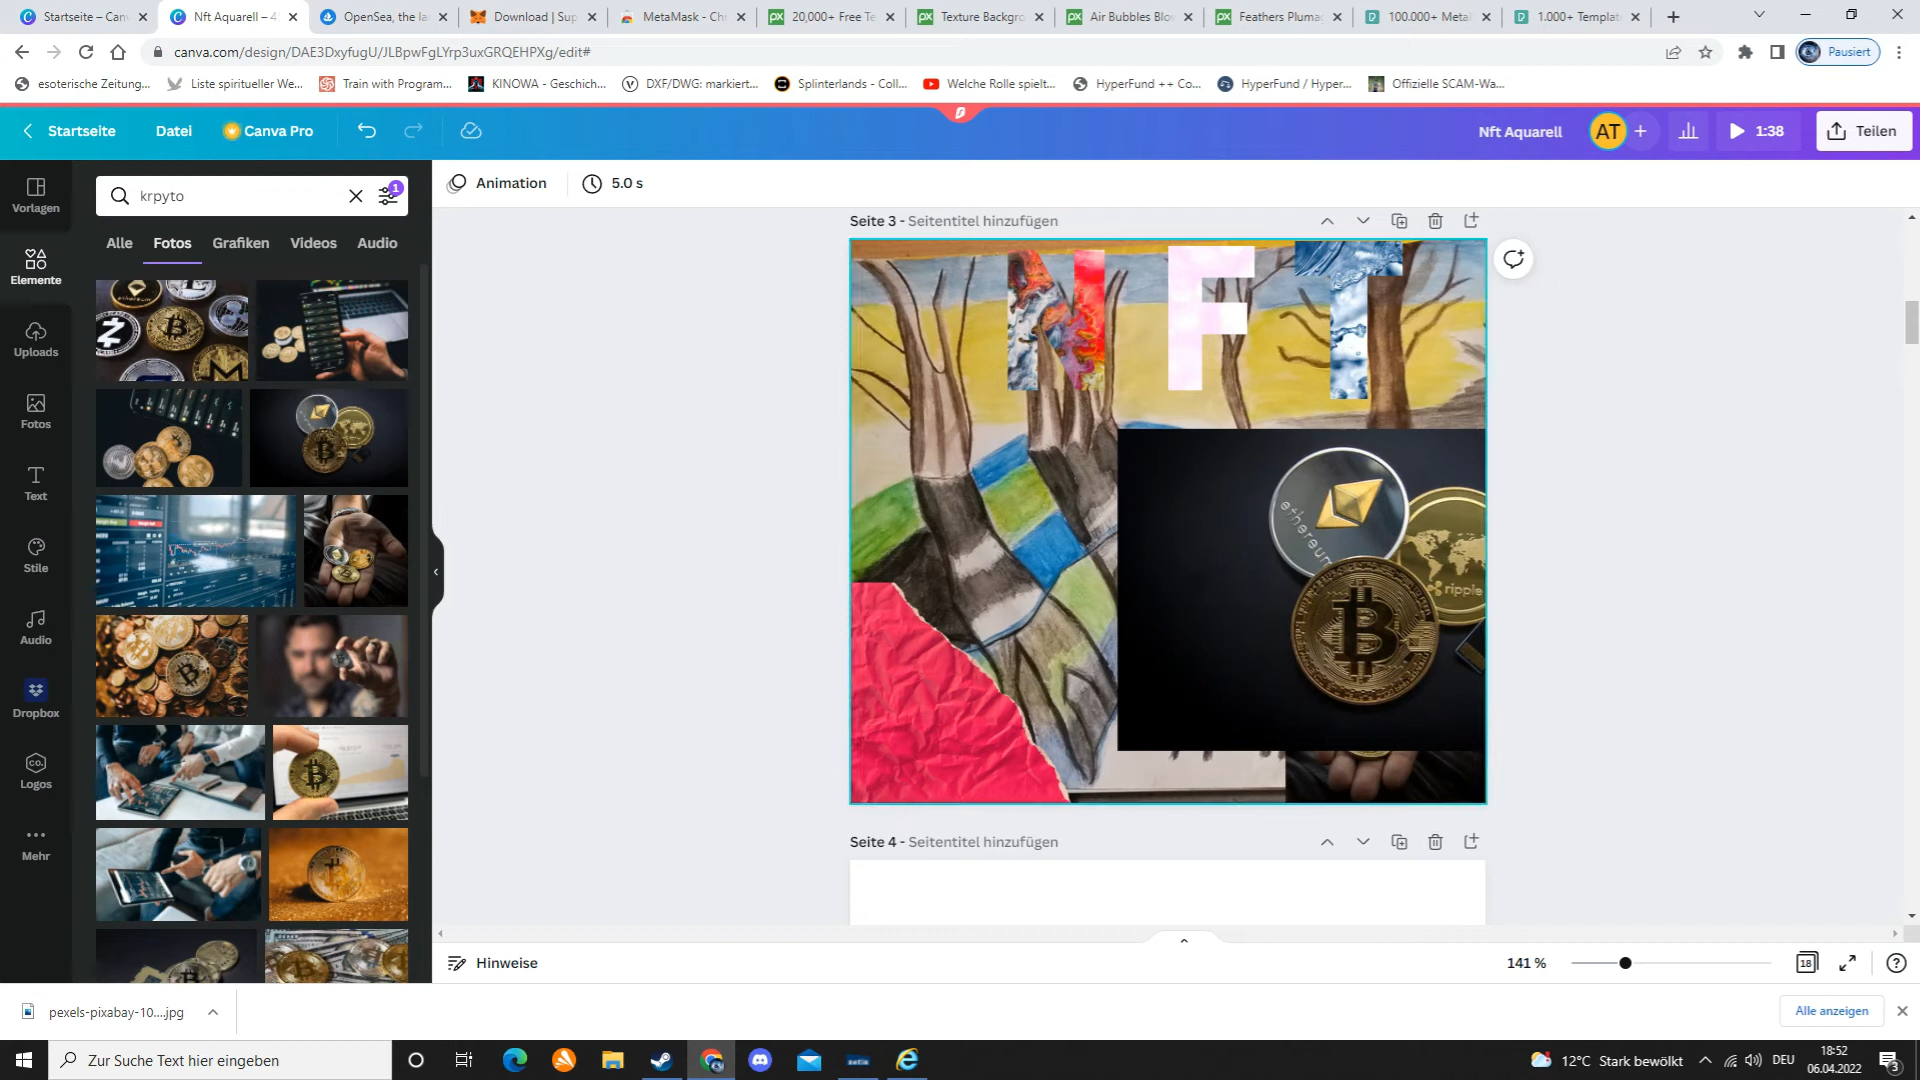 Startseite – Canv
Nft Aquarell – 4
OpenSea, the la
Download | Sup
MetaMask - Chr
20,000+ Free Te
Texture Backgro
Air Bubbles Blo
Feathers Pluma
100.000+ Metal
1.000+ Templat
canva.com/design/DAE3DxyfugU/JLBpwFgLYrp3uxGRQEHPXg/edit#
Pausiert
esoterische Zeitung...
Liste spiritueller We...
Train with Program...
KINOWA - Geschich...
DXF/DWG: markiert...
Splinterlands - Coll...
Welche Rolle spielt...
HyperFund ++ Co...
HyperFund / Hyper...
Offizielle SCAM-Wa...
Startseite
Datei
Canva Pro
Nft Aquarell
AT
1:38
Teilen
Vorlagen
Elemente
Uploads
Fotos
Text
Stile
Audio
Dropbox
CO.
Logos
Mehr
krpyto
1
Alle
Fotos
Grafiken
Videos
Audio
Animation
5.0 s
Seite 3 - Seitentitel hinzufügen
N F T
ethereum
ripple
Seite 4 - Seitentitel hinzufügen
Hinweise
141 %
18
pexels-pixabay-10....jpg
Alle anzeigen
Zur Suche Text hier eingeben
12°C Stark bewölkt
DEU
18:52
06.04.2022
3